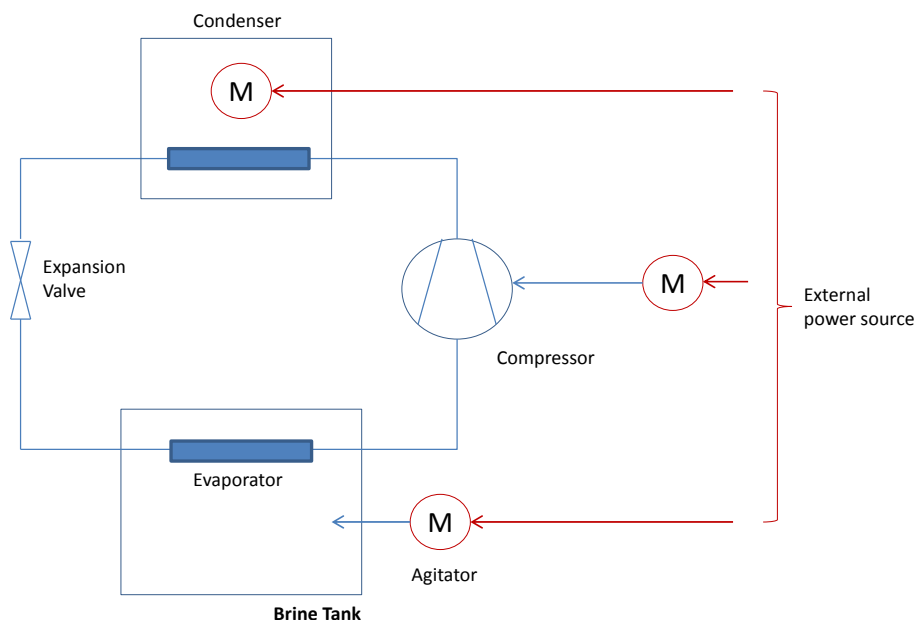 Condenser
M
Expansion
Valve
M
External
power source
Compressor
Evaporator
M
Agitator
Brine Tank